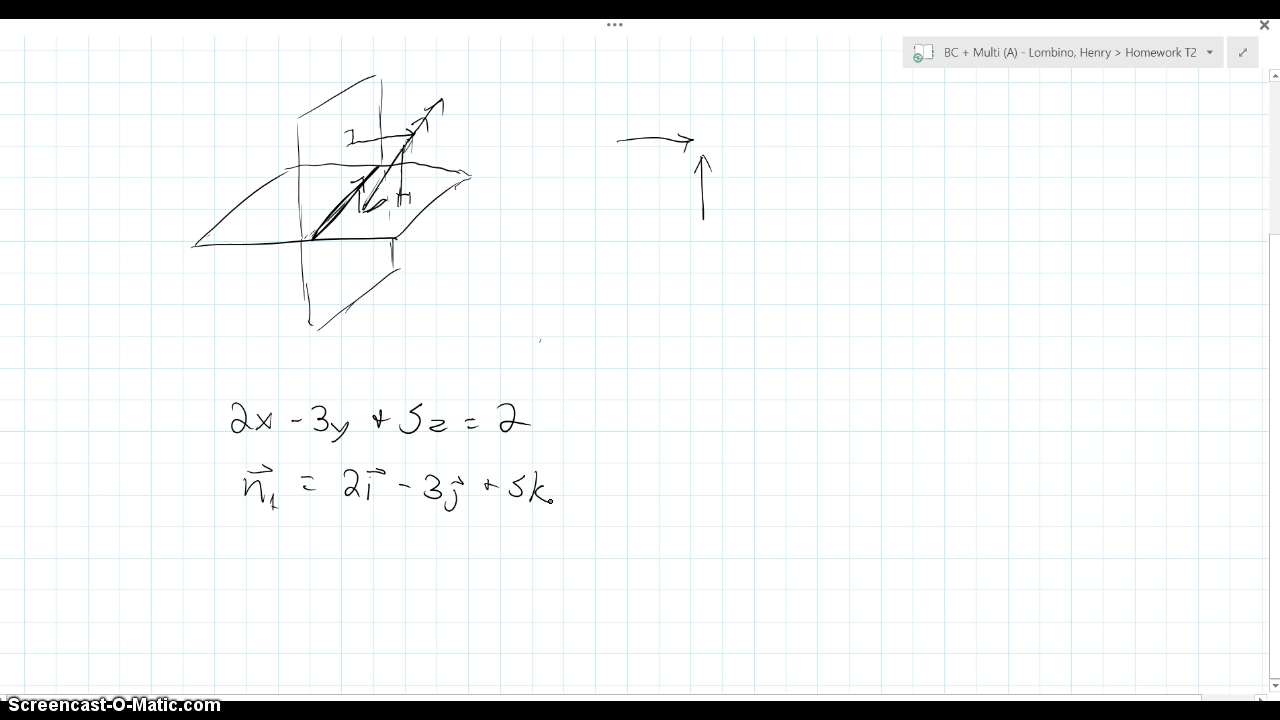 BC + Multi (A) - Lombino, Henry > Homework T2
2x - 3y + 5z = 2
n⃗₁ = 2i⃗ - 3j⃗ + 5k
Screencast-O-Matic.com